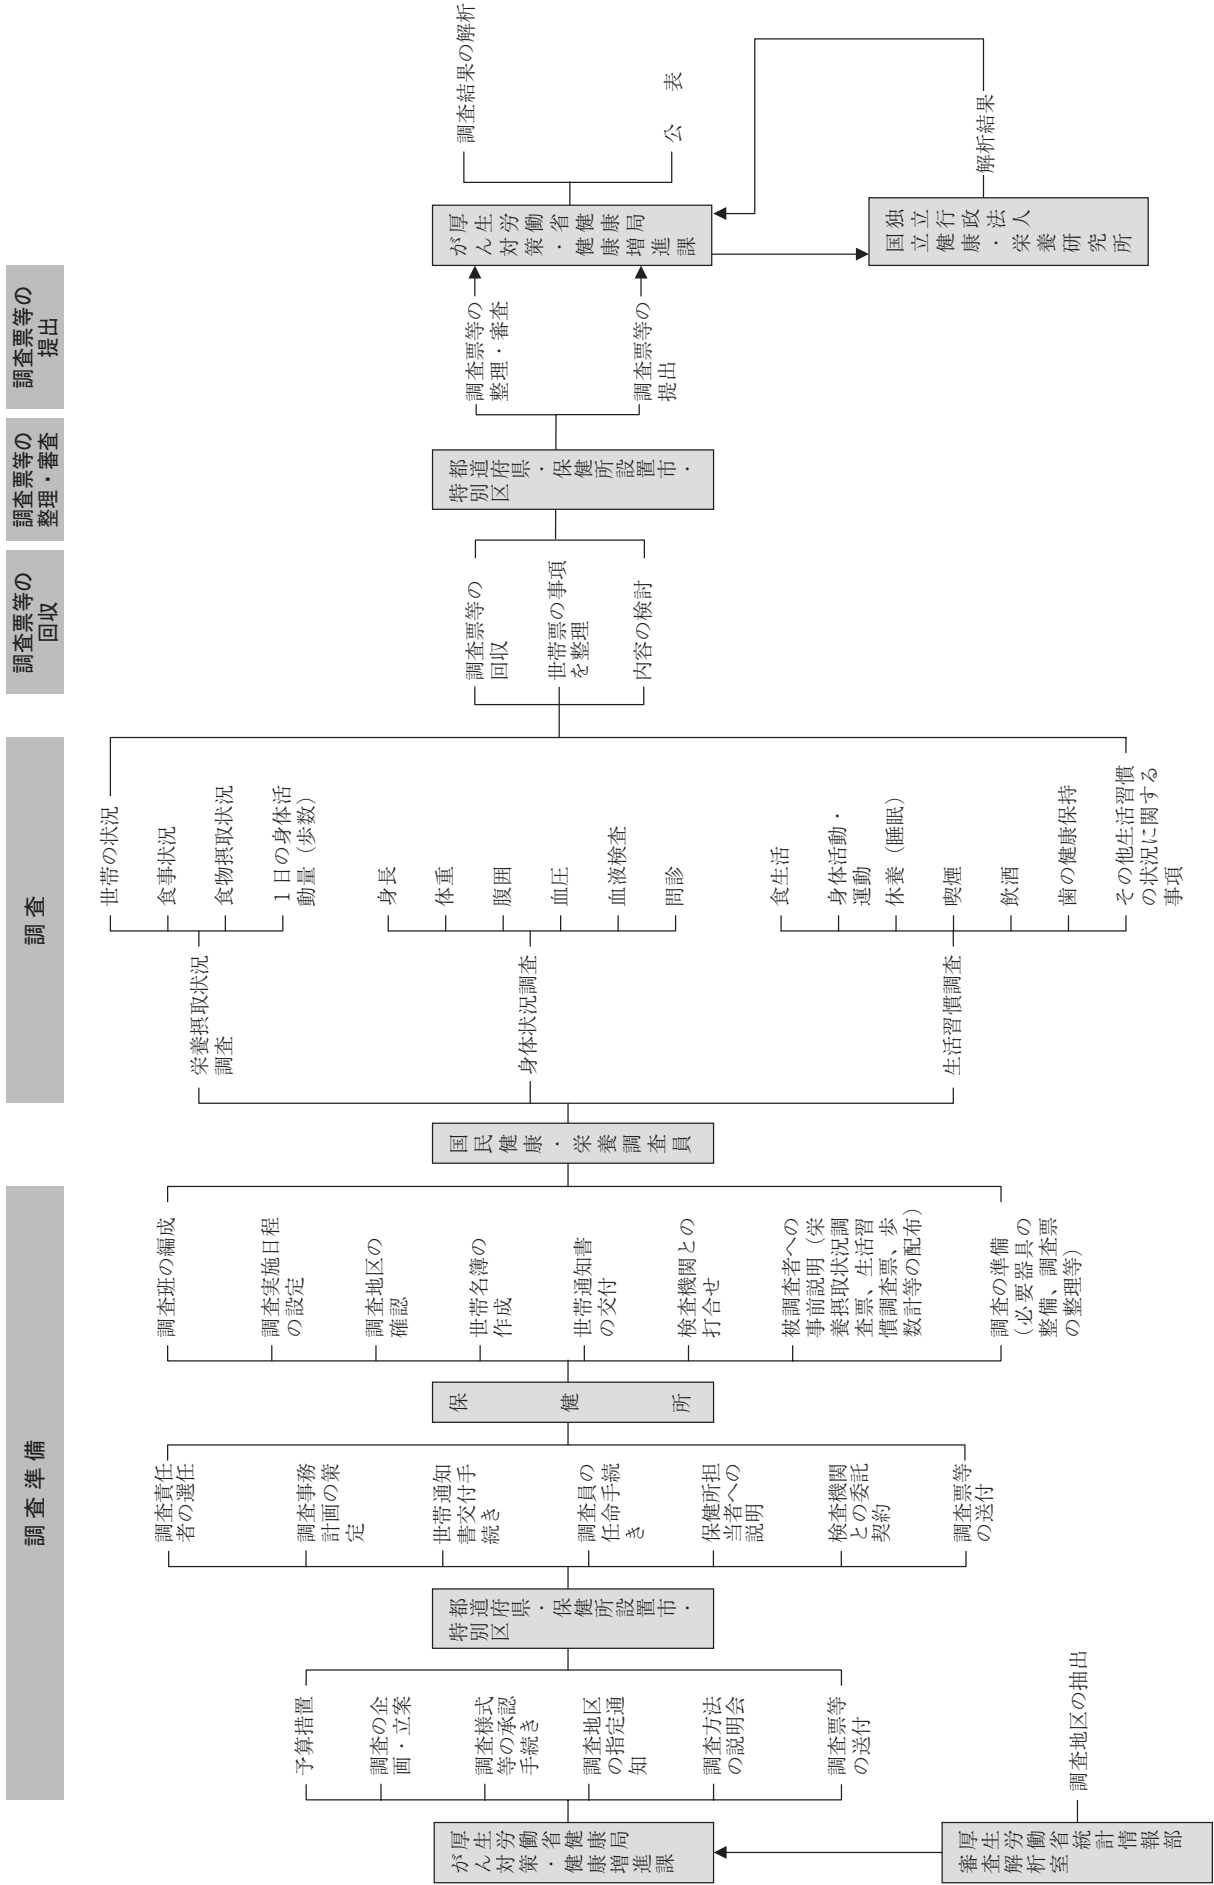 調査準備
調査
調査票等の
回収
調査票等の
整理・審査
調査票等の
提出
厚生労働省健康局
がん対策・健康増進課
厚生労働省統計情報部
審査解析室
調査地区の抽出
予算措置
調査の企
画・立案
調査様式
等の承認
手続き
調査地区
の指定通
知
調査方法
の説明会
調査票等
の送付
都道府県・保健所設置市・
特別区
調査責任
者の選任
調査事務
計画の策
定
世帯通知
書交付手
続き
調査員の
任命手続
き
保健所担
当者への
説明
検査機関
との委託
契約
調査票等
の送付
保健所
調査班の編成
調査実施日程
の設定
調査地区の
確認
世帯名簿の
作成
世帯通知書
の交付
検査機関との
打合せ
被調査者への
事前説明(栄
養摂取状況調
査票、生活習
慣調査票、歩
数計等の配布)
調査の準備
(必要器具の
整備、調査票
の整理等)
国民健康・栄養調査員
栄養摂取状況
調査
世帯の状況
食事状況
食物摂取状況
1日の身体活
動量(歩数)
身体状況調査
身長
体重
腹囲
血圧
血液検査
問診
生活習慣調査
食生活
身体活動・
運動
休養(睡眠)
喫煙
飲酒
歯の健康保持
その他生活習慣
の状況に関する
事項
調査票等の
回収
世帯票の事項
を整理
内容の検討
都道府県・保健所設置市・
特別区
調査票等の
整理・審査
調査票等の
提出
厚生労働省健康局
がん対策・健康増進課
調査結果の解析
公表
独立行政法人
国立健康・栄養研究所
解析結果